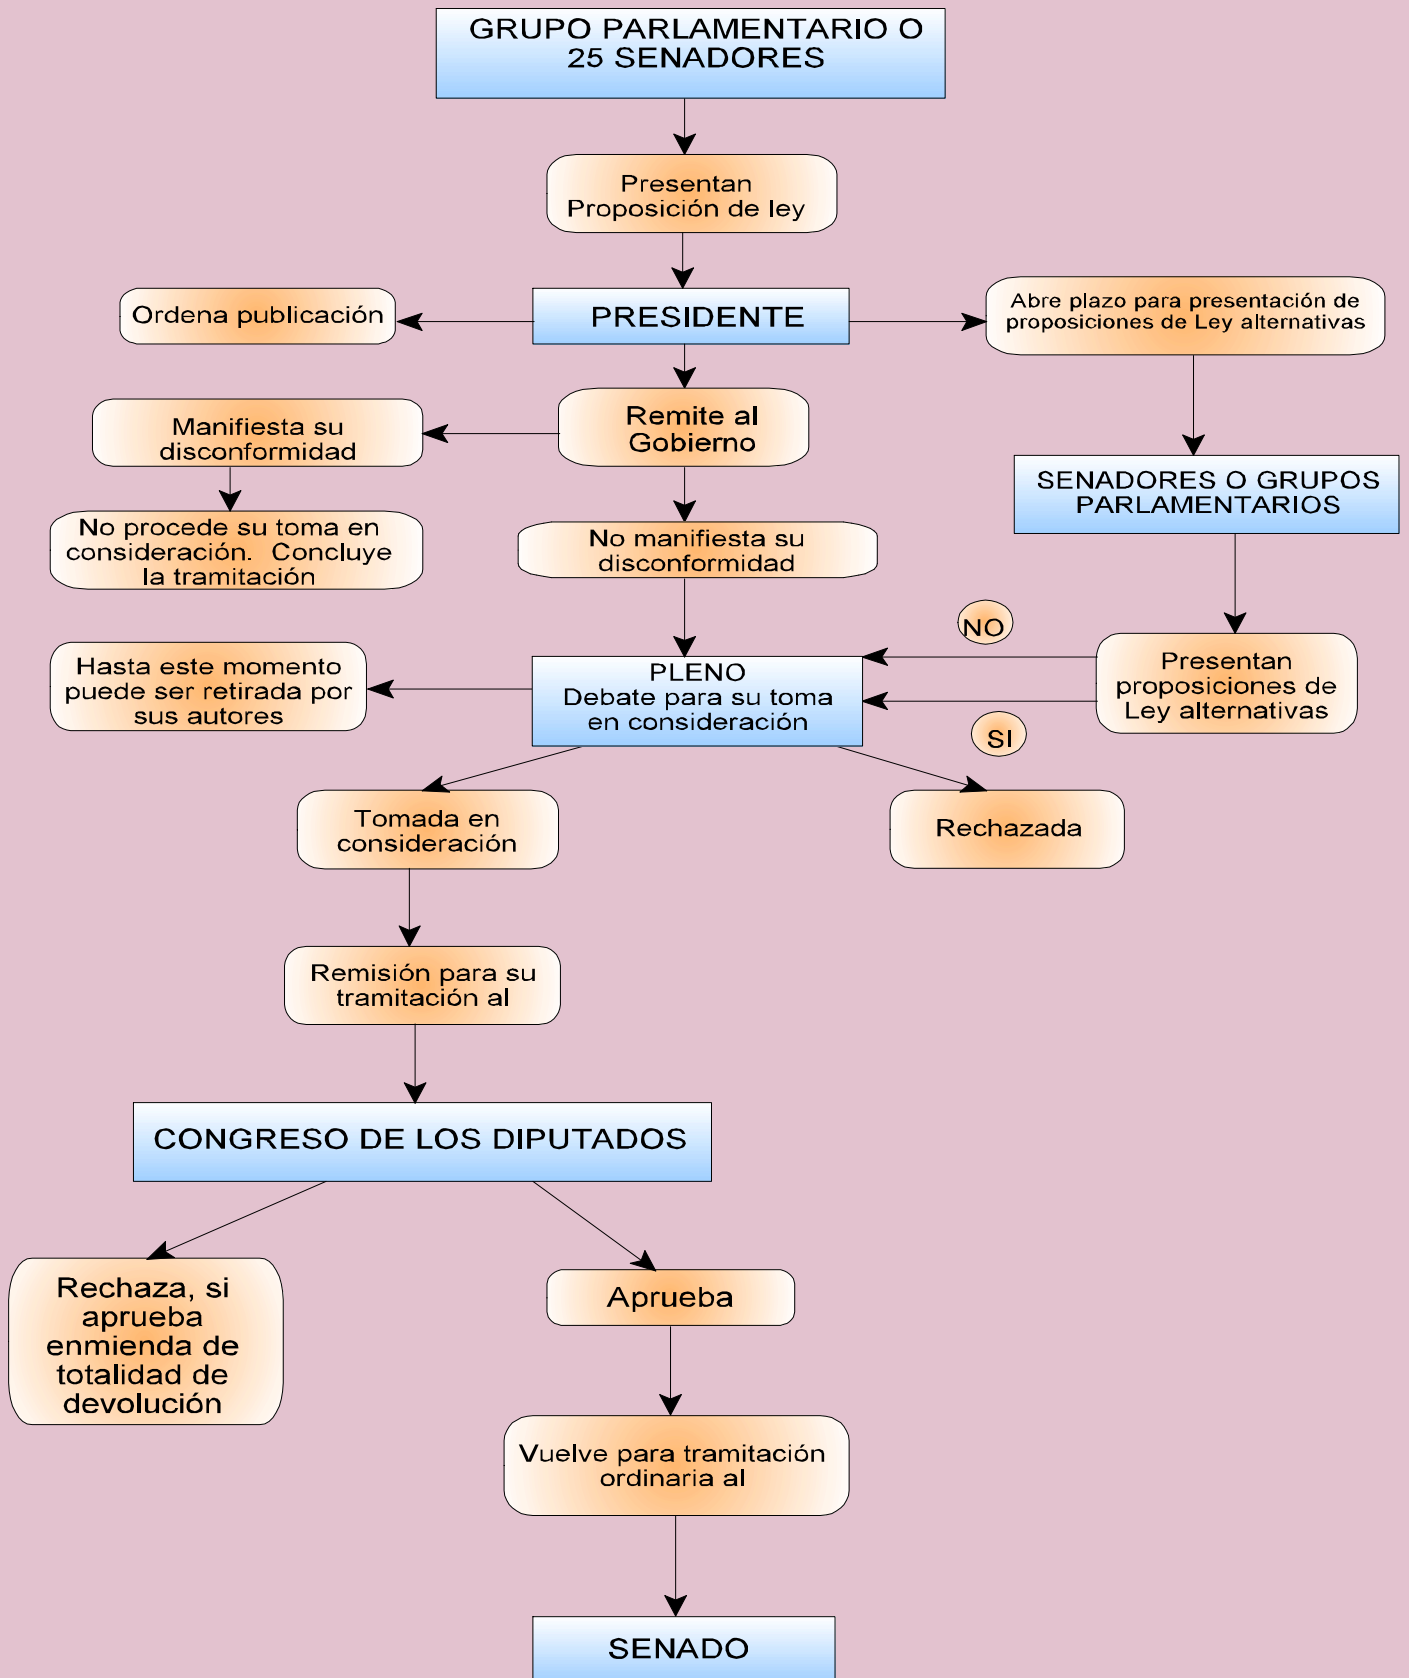 GRUPO PARLAMENTARIO O
25 SENADORES
Presentan
Proposición de ley
Ordena publicación
PRESIDENTE
Abre plazo para presentación de
proposiciones de Ley alternativas
Manifiesta su
disconformidad
Remite al
Gobierno
SENADORES O GRUPOS
PARLAMENTARIOS
No procede su toma en
consideración. Concluye
la tramitación
No manifiesta su
disconformidad
NO
Hasta este momento
puede ser retirada por
sus autores
PLENO
Debate para su toma
en consideración
Presentan
proposiciones de
Ley alternativas
SI
Tomada en
consideración
Rechazada
Remisión para su
tramitación al
CONGRESO DE LOS DIPUTADOS
Rechaza, si
aprueba
enmienda de
totalidad de
devolución
Aprueba
Vuelve para tramitación
ordinaria al
SENADO